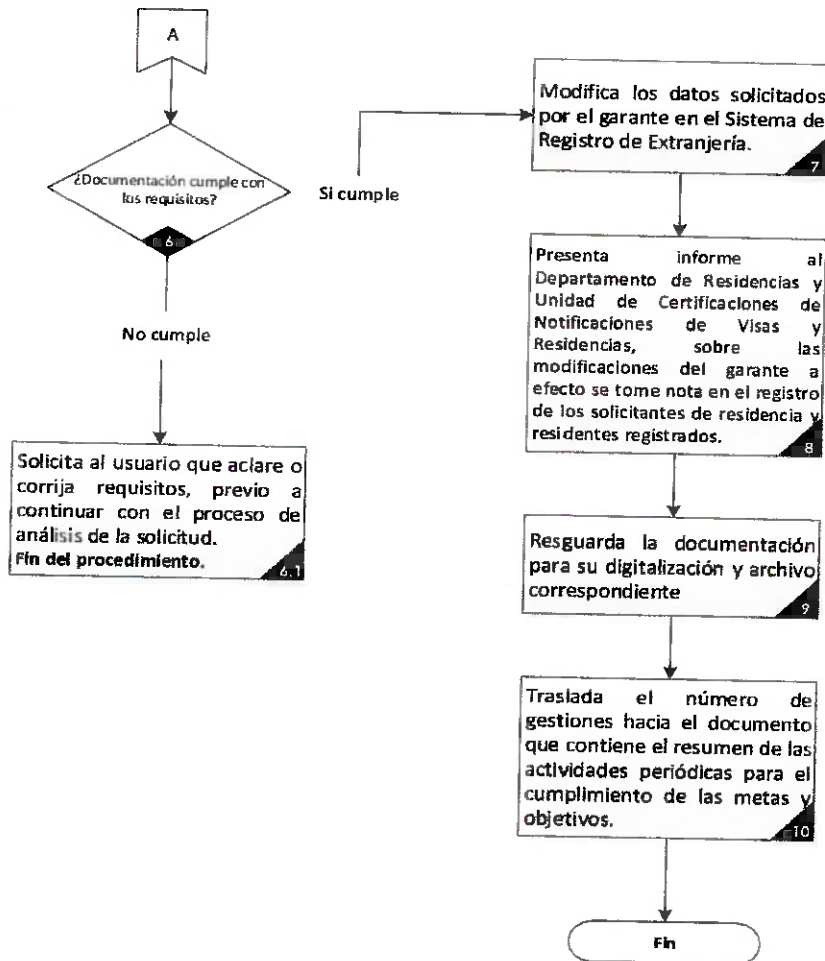 A
¿Documentación cumple con
los requisitos?
6
Si cumple
No cumple
Solicita al usuario que aclare o
corrija requisitos, previo a
continuar con el proceso de
análisis de la solicitud.
Fin del procedimiento.
6.1
Modifica los datos solicitados
por el garante en el Sistema de
Registro de Extranjería.
7
Presenta informe al
Departamento de Residencias y
Unidad de Certificaciones de
Notificaciones de Visas y
Residencias, sobre las
modificaciones del garante a
efecto se tome nota en el registro
de los solicitantes de residencia y
residentes registrados.
8
Resguarda la documentación
para su digitalización y archivo
correspondiente
9
Traslada el número de
gestiones hacia el documento
que contiene el resumen de las
actividades periódicas para el
cumplimiento de las metas y
objetivos.
10
Fin